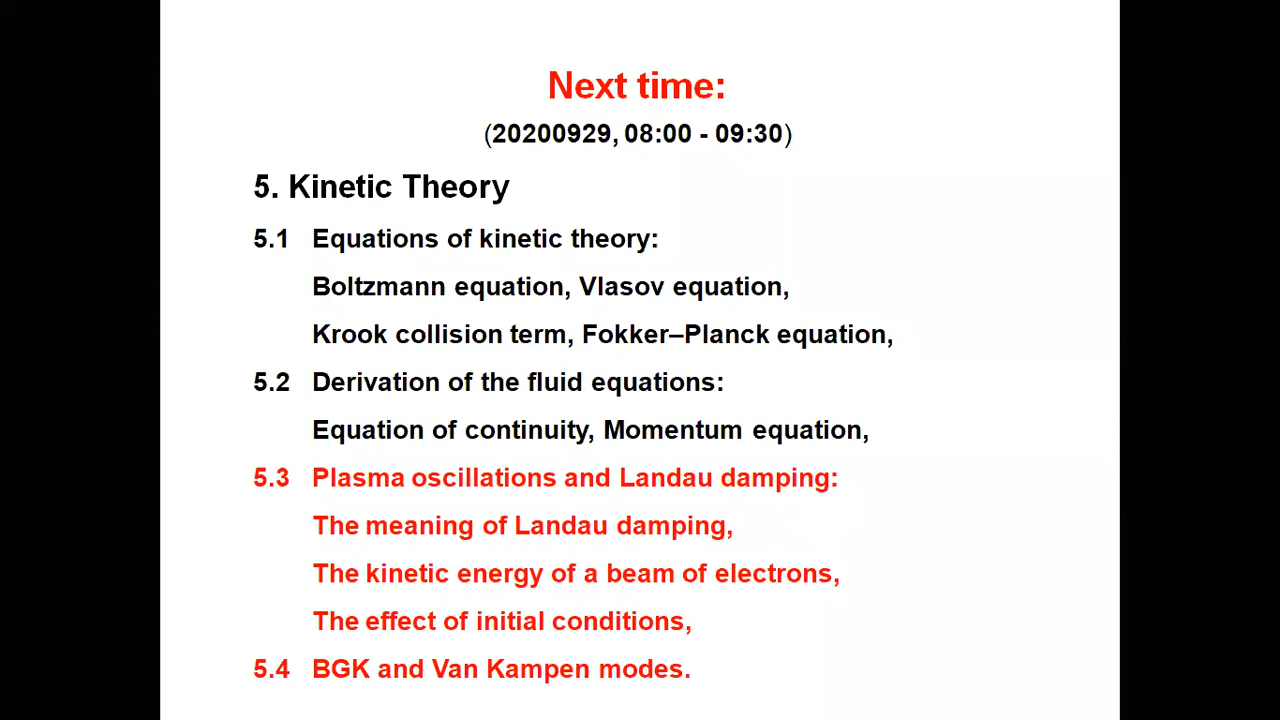 Next time:
(20200929, 08:00 - 09:30)
5. Kinetic Theory
5.1 Equations of kinetic theory:
Boltzmann equation, Vlasov equation,
Krook collision term, Fokker–Planck equation,
5.2 Derivation of the fluid equations:
Equation of continuity, Momentum equation,
5.3 Plasma oscillations and Landau damping:
The meaning of Landau damping,
The kinetic energy of a beam of electrons,
The effect of initial conditions,
5.4 BGK and Van Kampen modes.